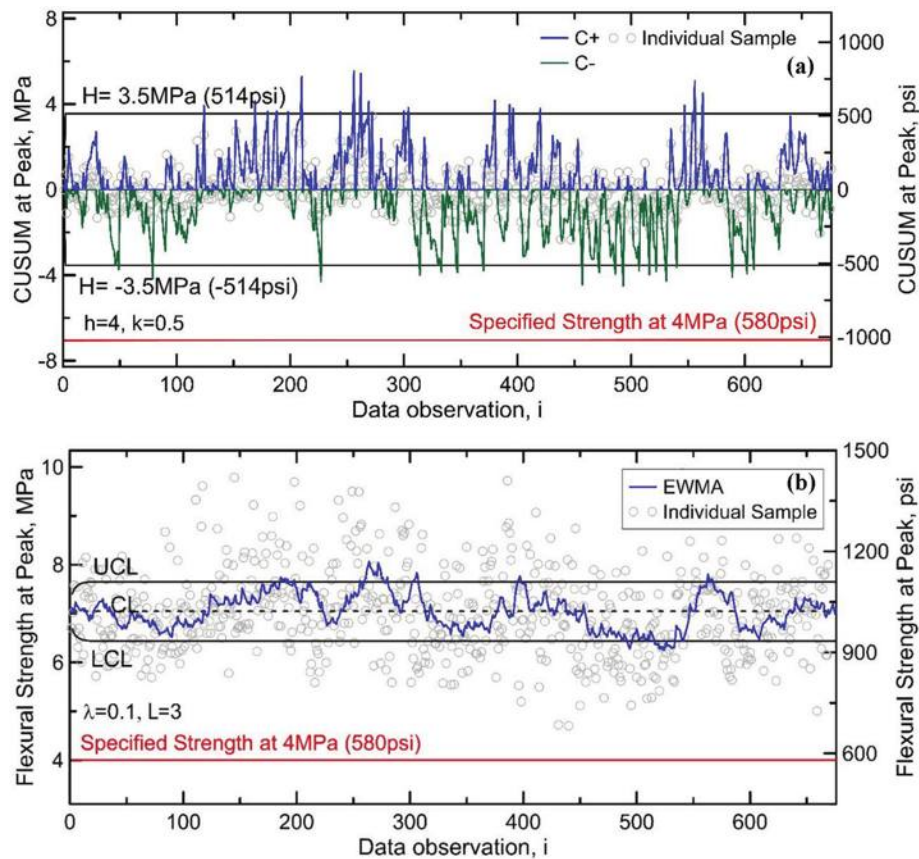 8
4
0
-4
-8
CUSUM at Peak, MPa
C+
Individual Sample
C-
(a)
H= 3.5MPa (514psi)
H= -3.5MPa (-514psi)
h=4, k=0.5
Specified Strength at 4MPa (580psi)
1000
500
0
-500
-1000
CUSUM at Peak, psi
0 100 200 300 400 500 600
Data observation, i
10
8
6
4
Flexural Strength at Peak, MPa
EWMA
Individual Sample
(b)
UCL
CL
LCL
λ=0.1, L=3
Specified Strength at 4MPa (580psi)
1500
1200
900
600
Flexural Strength at Peak, psi
0 100 200 300 400 500 600
Data observation, i